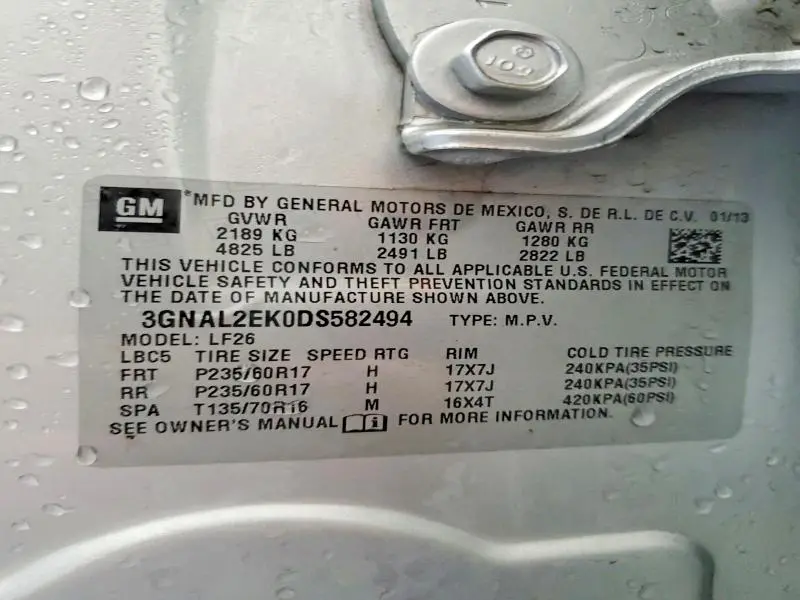 GM
*MFD BY GENERAL MOTORS DE MEXICO, S. DE R.L. DE C.V. 01/13
GVWR GAWR FRT GAWR RR
2189 KG 1130 KG 1280 KG
4825 LB 2491 LB 2822 LB
THIS VEHICLE CONFORMS TO ALL APPLICABLE U.S. FEDERAL MOTOR
VEHICLE SAFETY AND THEFT PREVENTION STANDARDS IN EFFECT ON
THE DATE OF MANUFACTURE SHOWN ABOVE.
3GNAL2EK0DS582494 TYPE: M.P.V.
MODEL: LF26
LBC5 TIRE SIZE SPEED RTG RIM COLD TIRE PRESSURE
FRT P235/60R17 H 17X7J 240KPA(35PSI)
RR P235/60R17 H 17X7J 240KPA(35PSI)
SPA T135/70R16 M 16X4T 420KPA(60PSI)
SEE OWNER'S MANUAL FOR MORE INFORMATION.